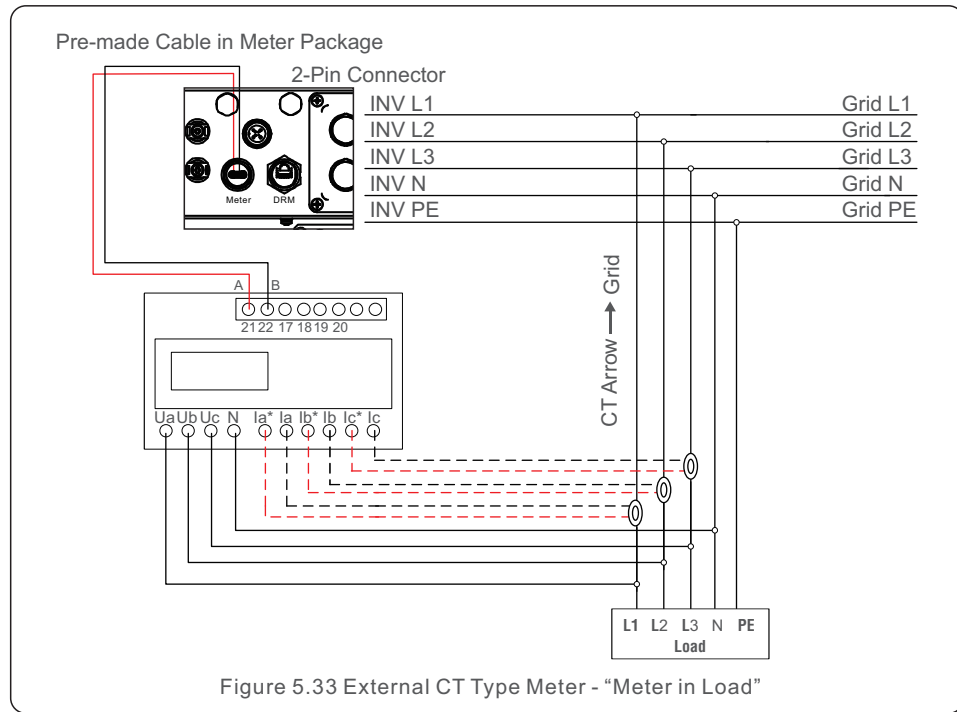 Pre-made Cable in Meter Package
2-Pin Connector
INV L1 Grid L1
INV L2 Grid L2
INV L3 Grid L3
INV N Grid N
INV PE Grid PE
Meter DRM
CT Arrow → Grid
A B
21 22 17 18 19 20
Ua Ub Uc N Ia* Ia Ib* Ib Ic* Ic
L1 L2 L3 N PE
Load
Figure 5.33 External CT Type Meter - “Meter in Load”